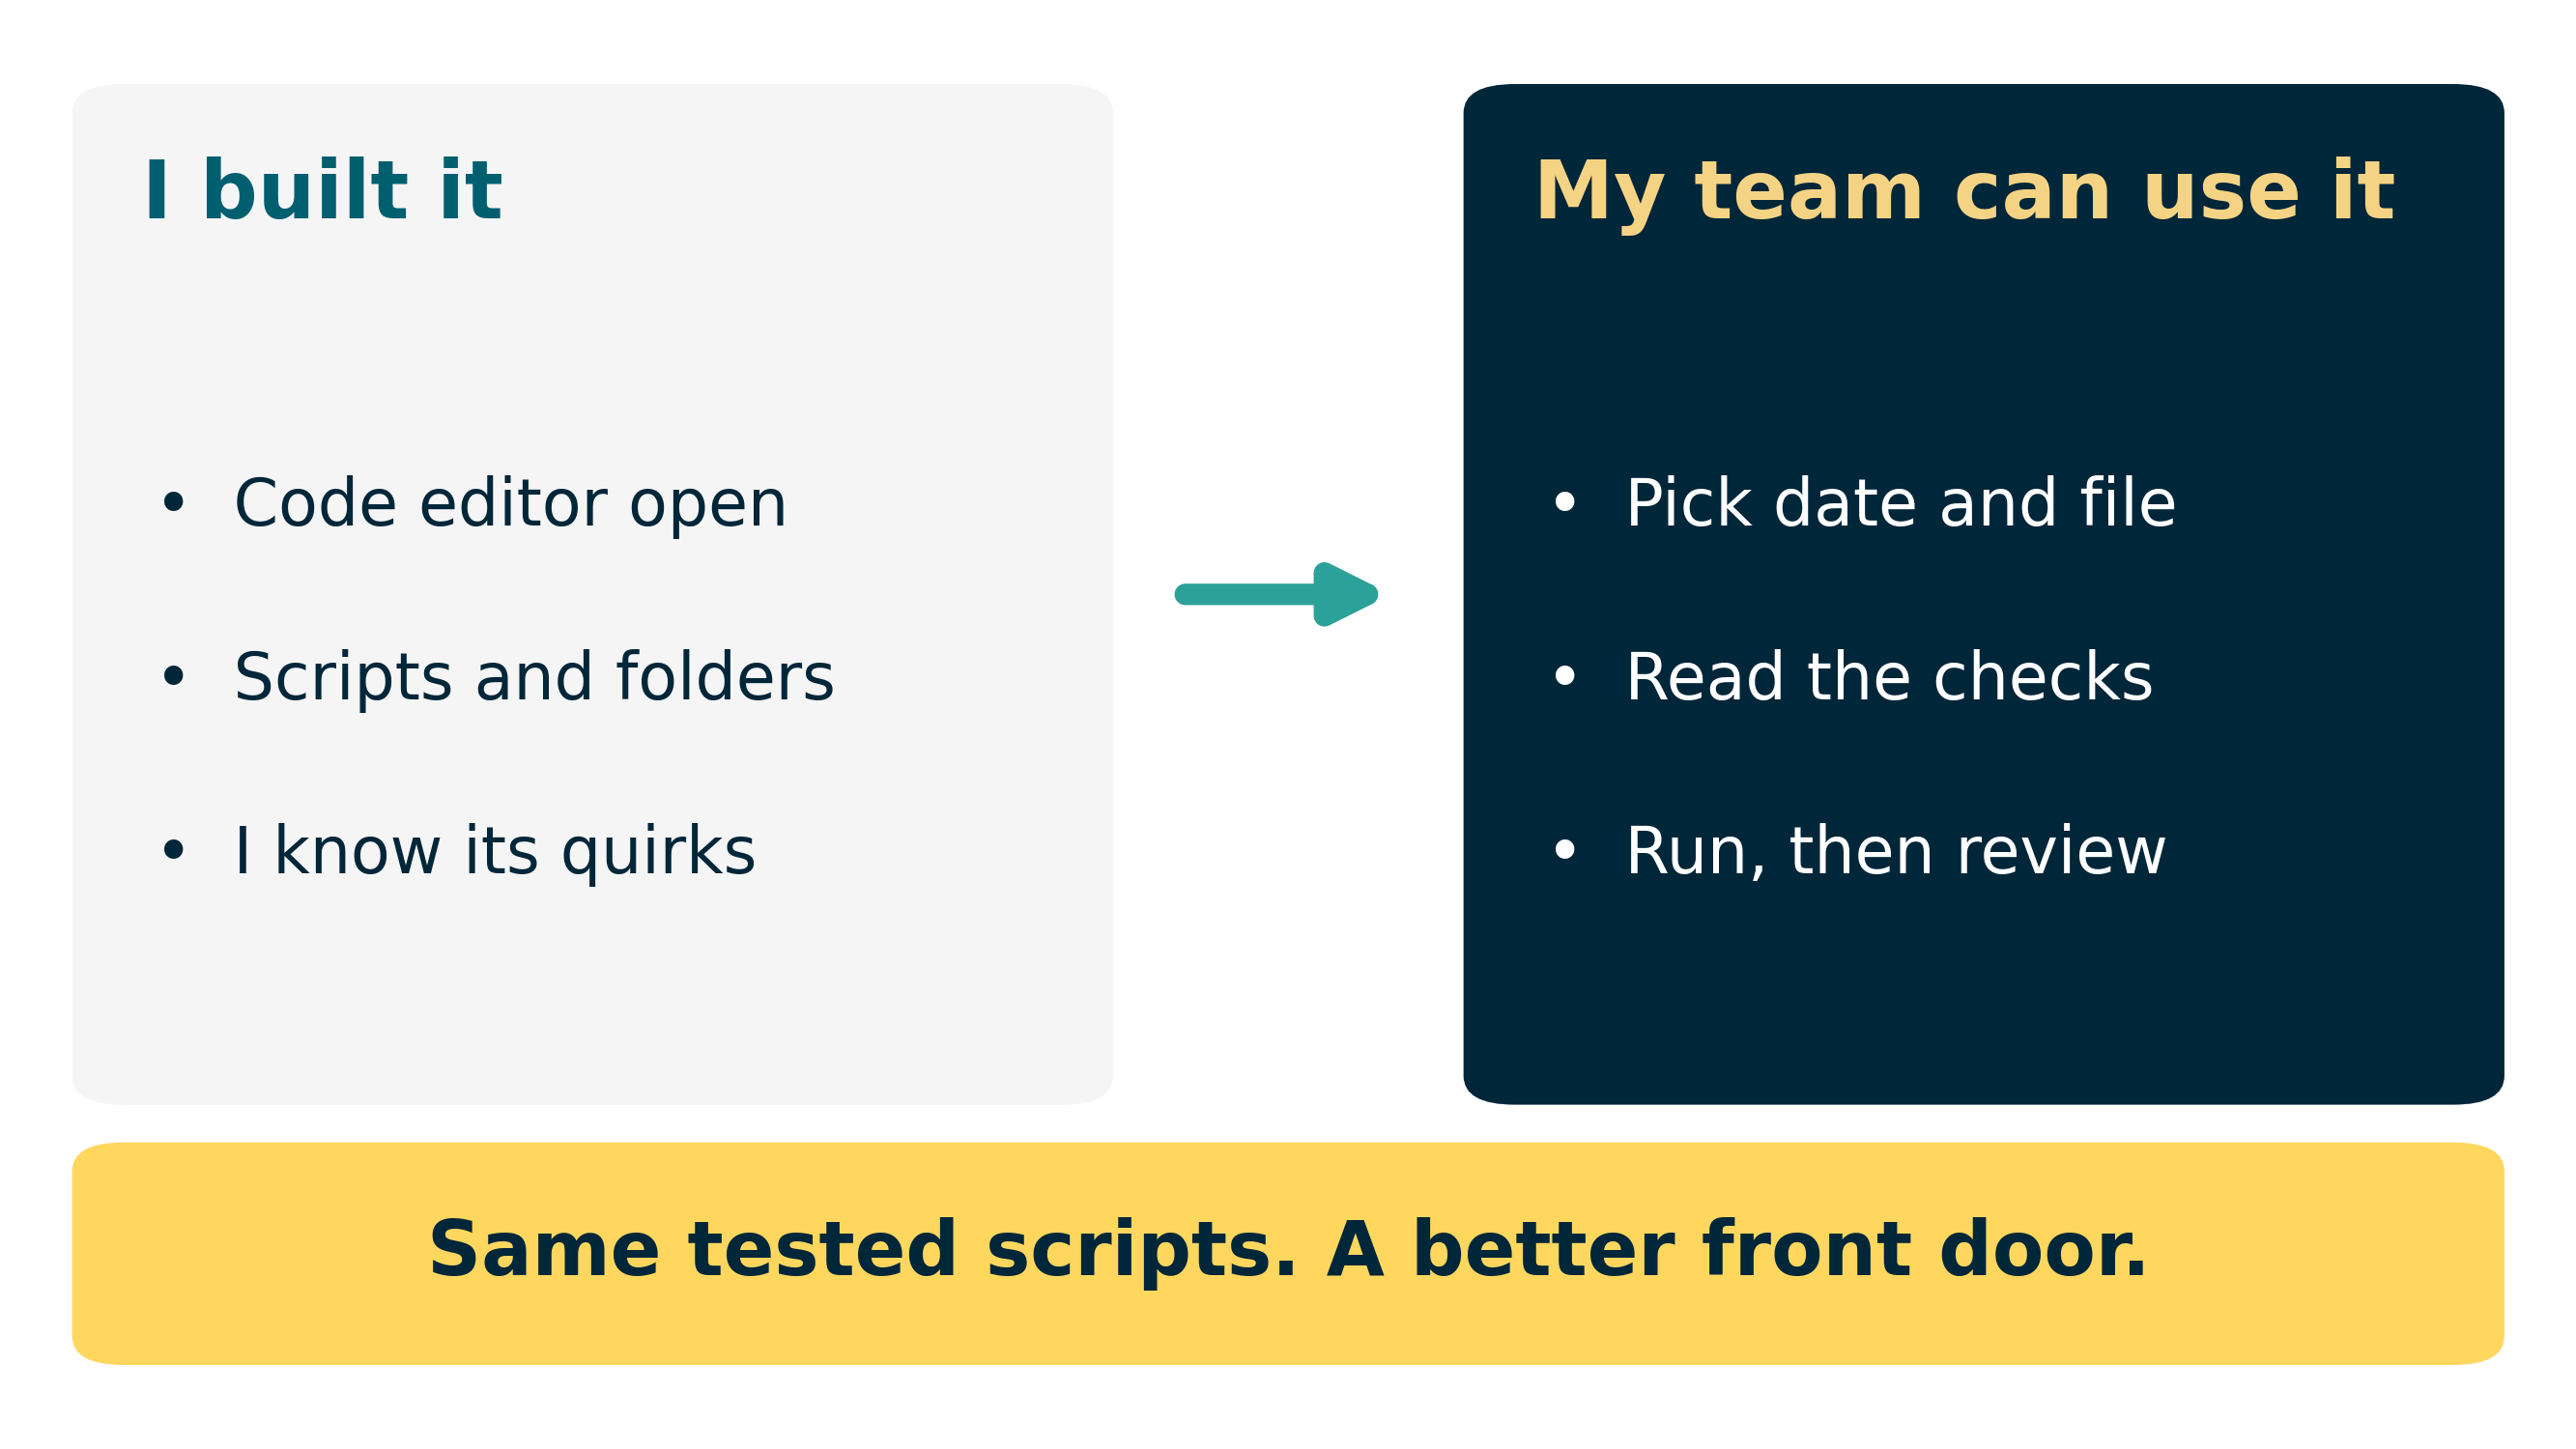 I built it
• Code editor open
• Scripts and folders
• I know its quirks
My team can use it
• Pick date and file
• Read the checks
• Run, then review
Same tested scripts. A better front door.